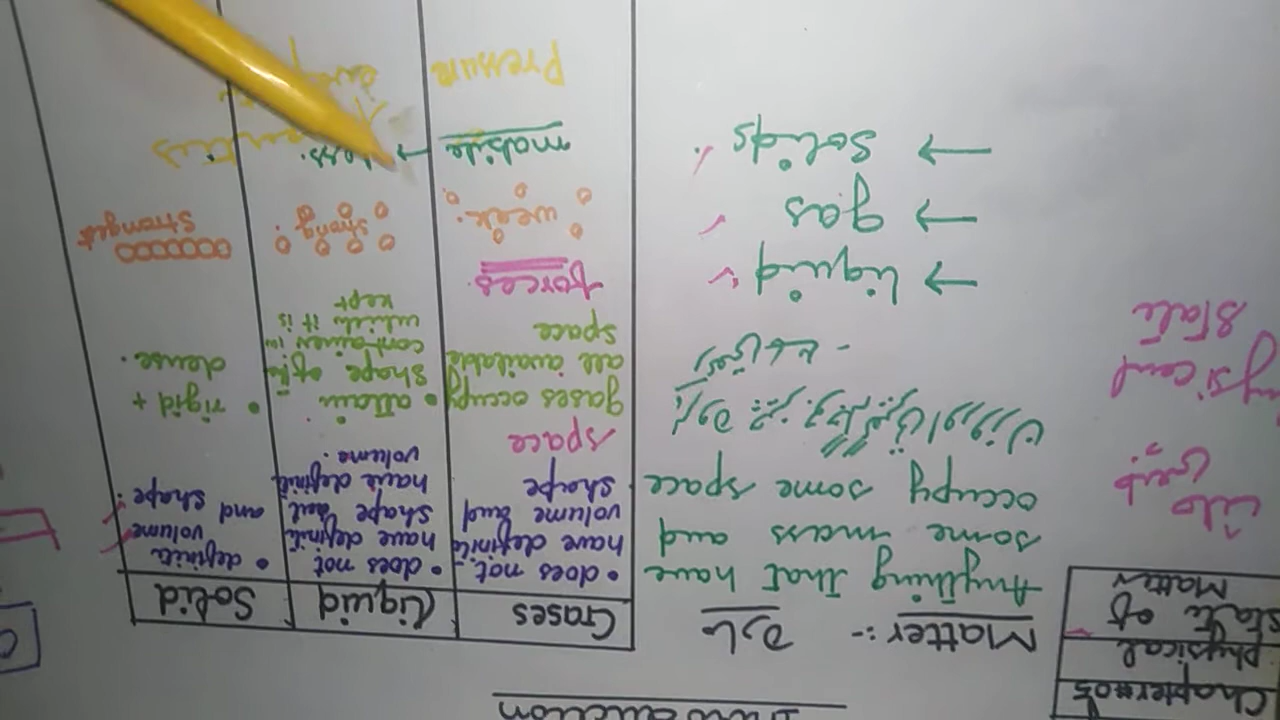 Introduction
Chapter#05
physical
state of
Matter
Matter:- مادہ
Anything that have
some mass and
occupy some space
→ liquid
→ gas
→ Solids.
physical
State
مادہ
Gases
• does not
have definite
volume and
shape
space
gases occupy
all available
space
forces
weak.
mobile
Pressure
Liquid
• does not
have definite
shape but
have definite
volume.
• attain
shape of the
container in
which it is
kept
strong
→ less.
Solid
• definite
volume
and shape.
• rigid +
dense.
Strongest